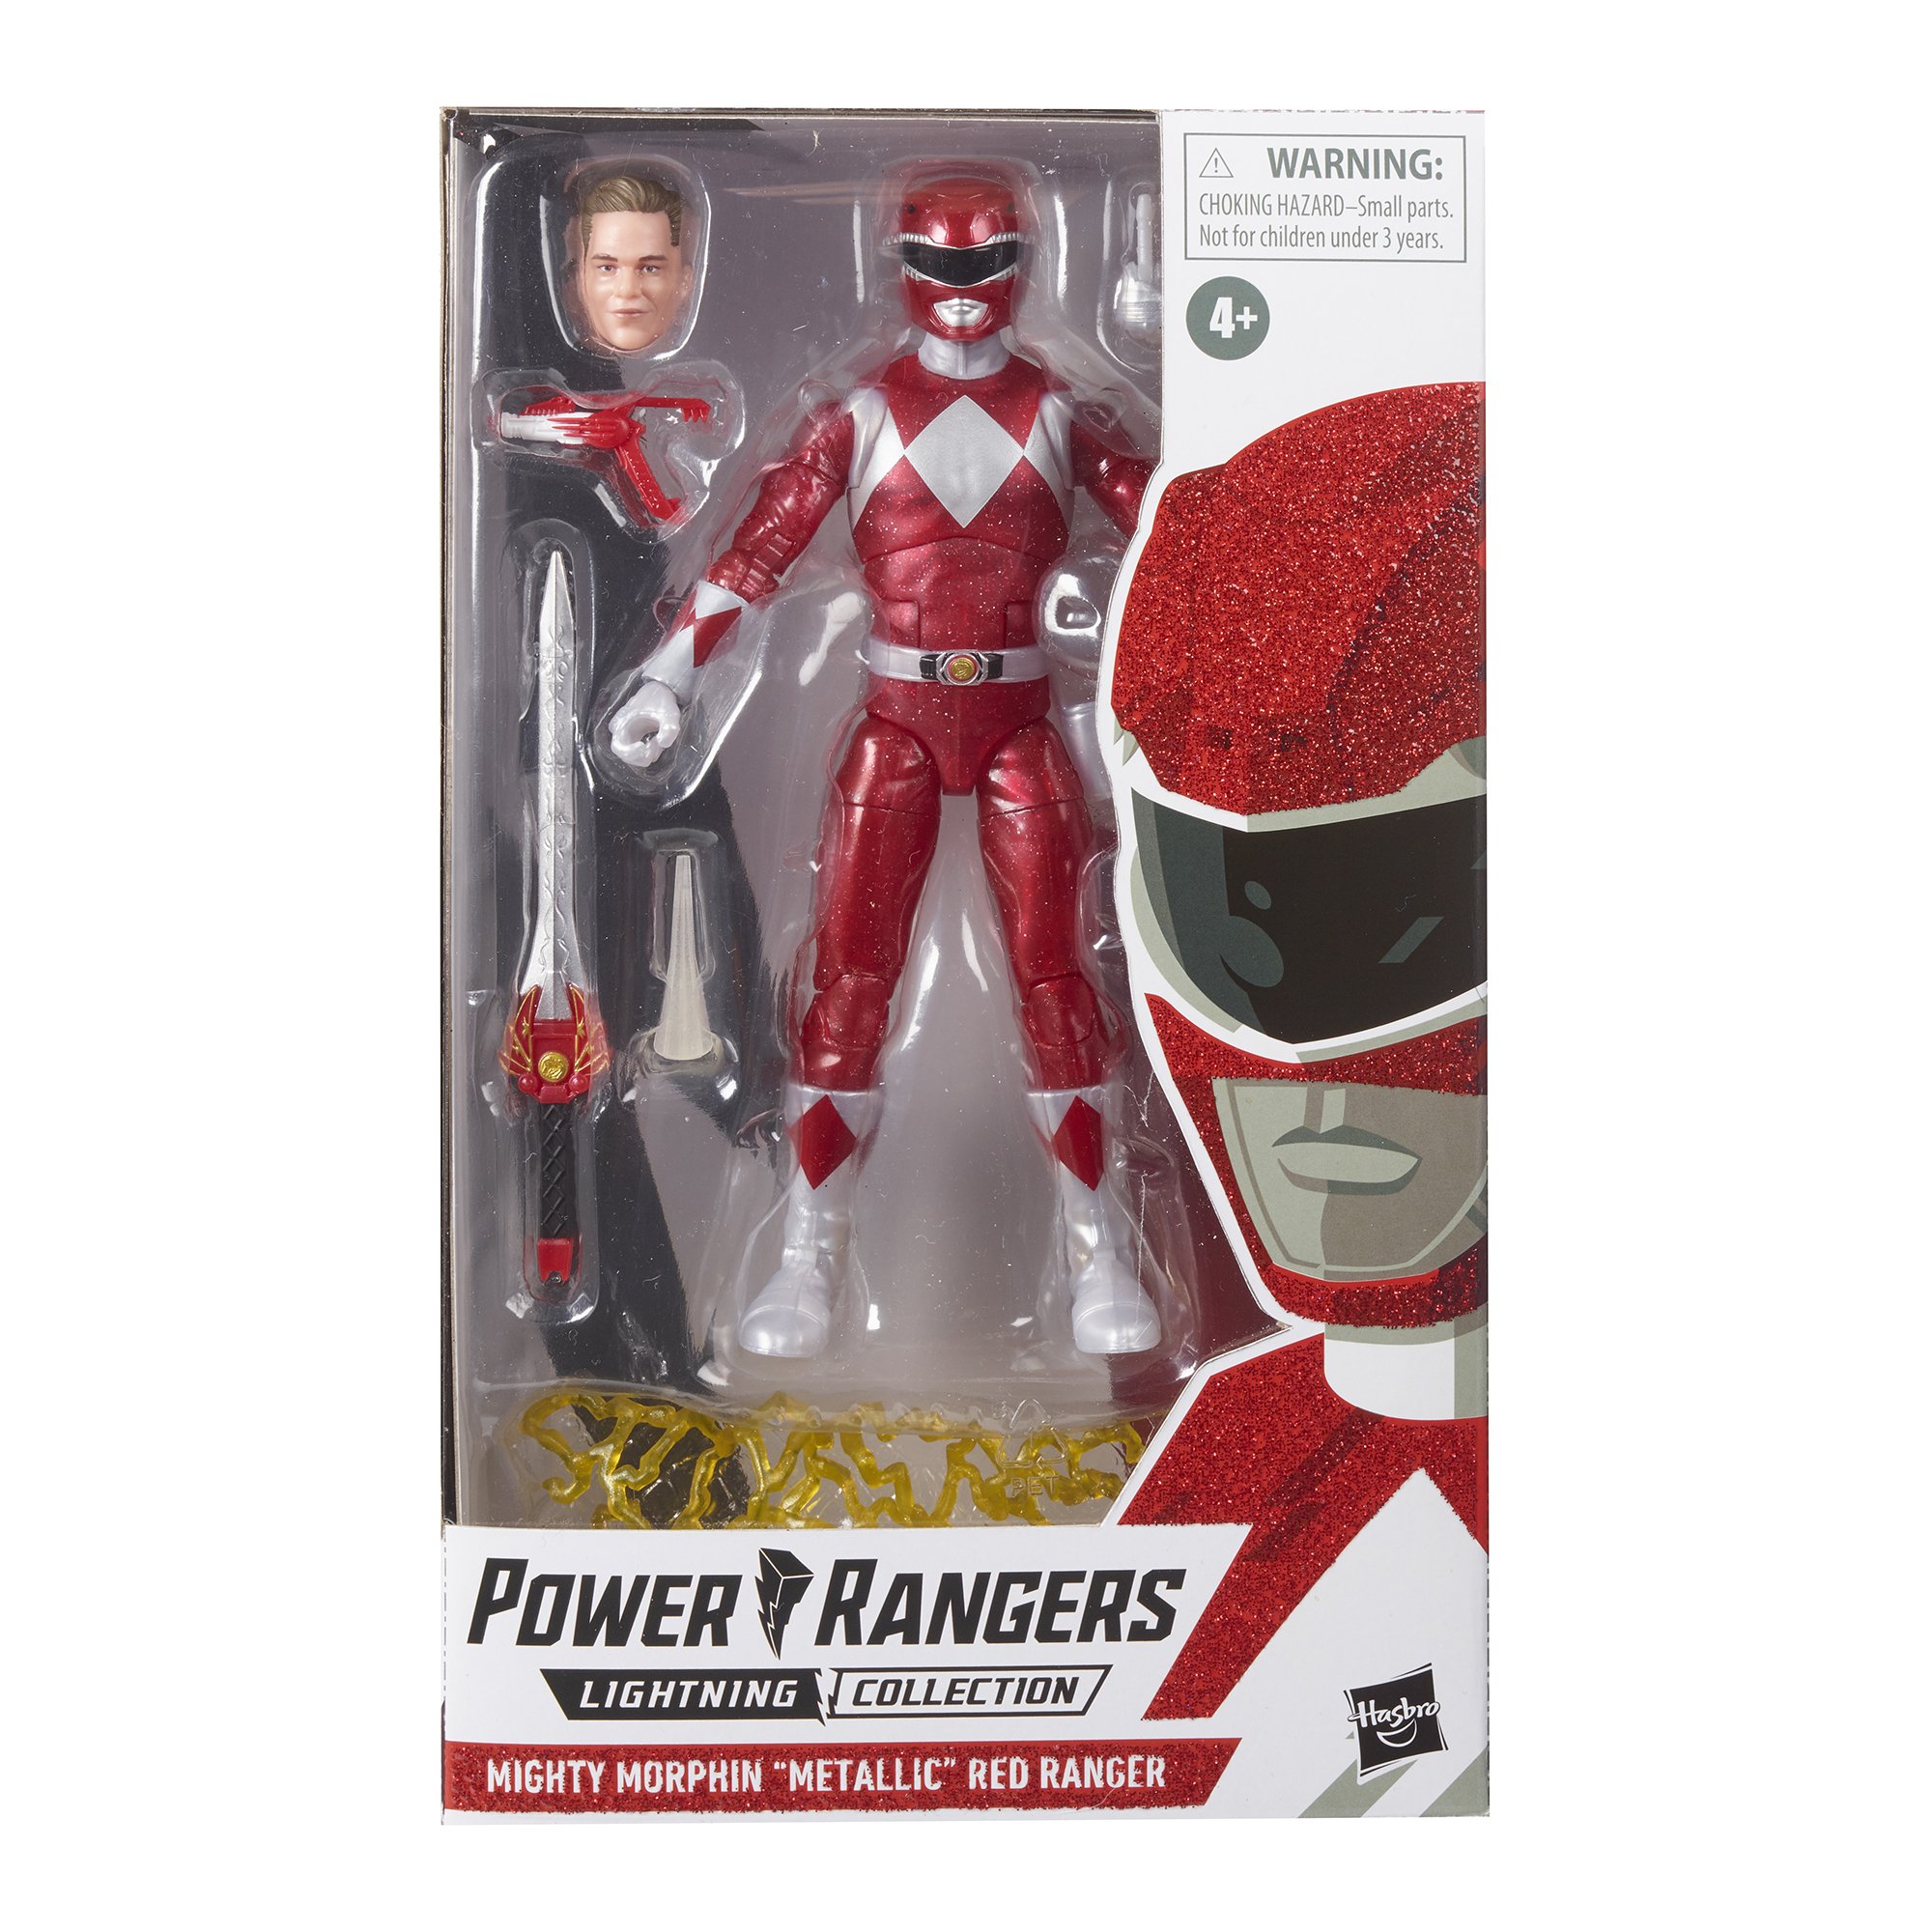 WARNING:
CHOKING HAZARD–Small parts.
Not for children under 3 years.
4+
PET
POWER RANGERS
LIGHTNING COLLECTION
Hasbro
MIGHTY MORPHIN "METALLIC" RED RANGER